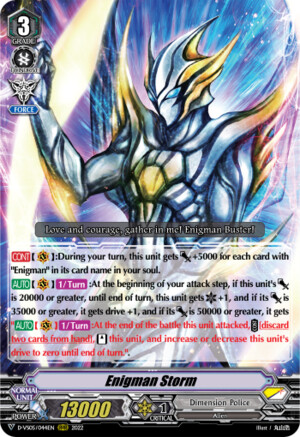 3
GRADE
FORCE
Love and courage, gather in me! Enigman Buster!
CONT [ ]:During your turn, this unit gets +5000 for each card with
"Enigman" in its card name in your soul.
AUTO [ ] 1/Turn :At the beginning of your attack step, if this unit's
is 20000 or greater, until end of turn, this unit gets +1, and if its is
35000 or greater, it gets drive +1, and if its is 50000 or greater, it gets
AUTO [ ] 1/Turn :At the end of the battle this unit attacked, [discard
two cards from hand], this unit, and increase or decrease this unit's
drive to zero until end of turn."
Enigman Storm
NORMAL UNIT
POWER 13000 1 CRITICAL
Dimension Police
Alien
D-VS05/044EN 2022